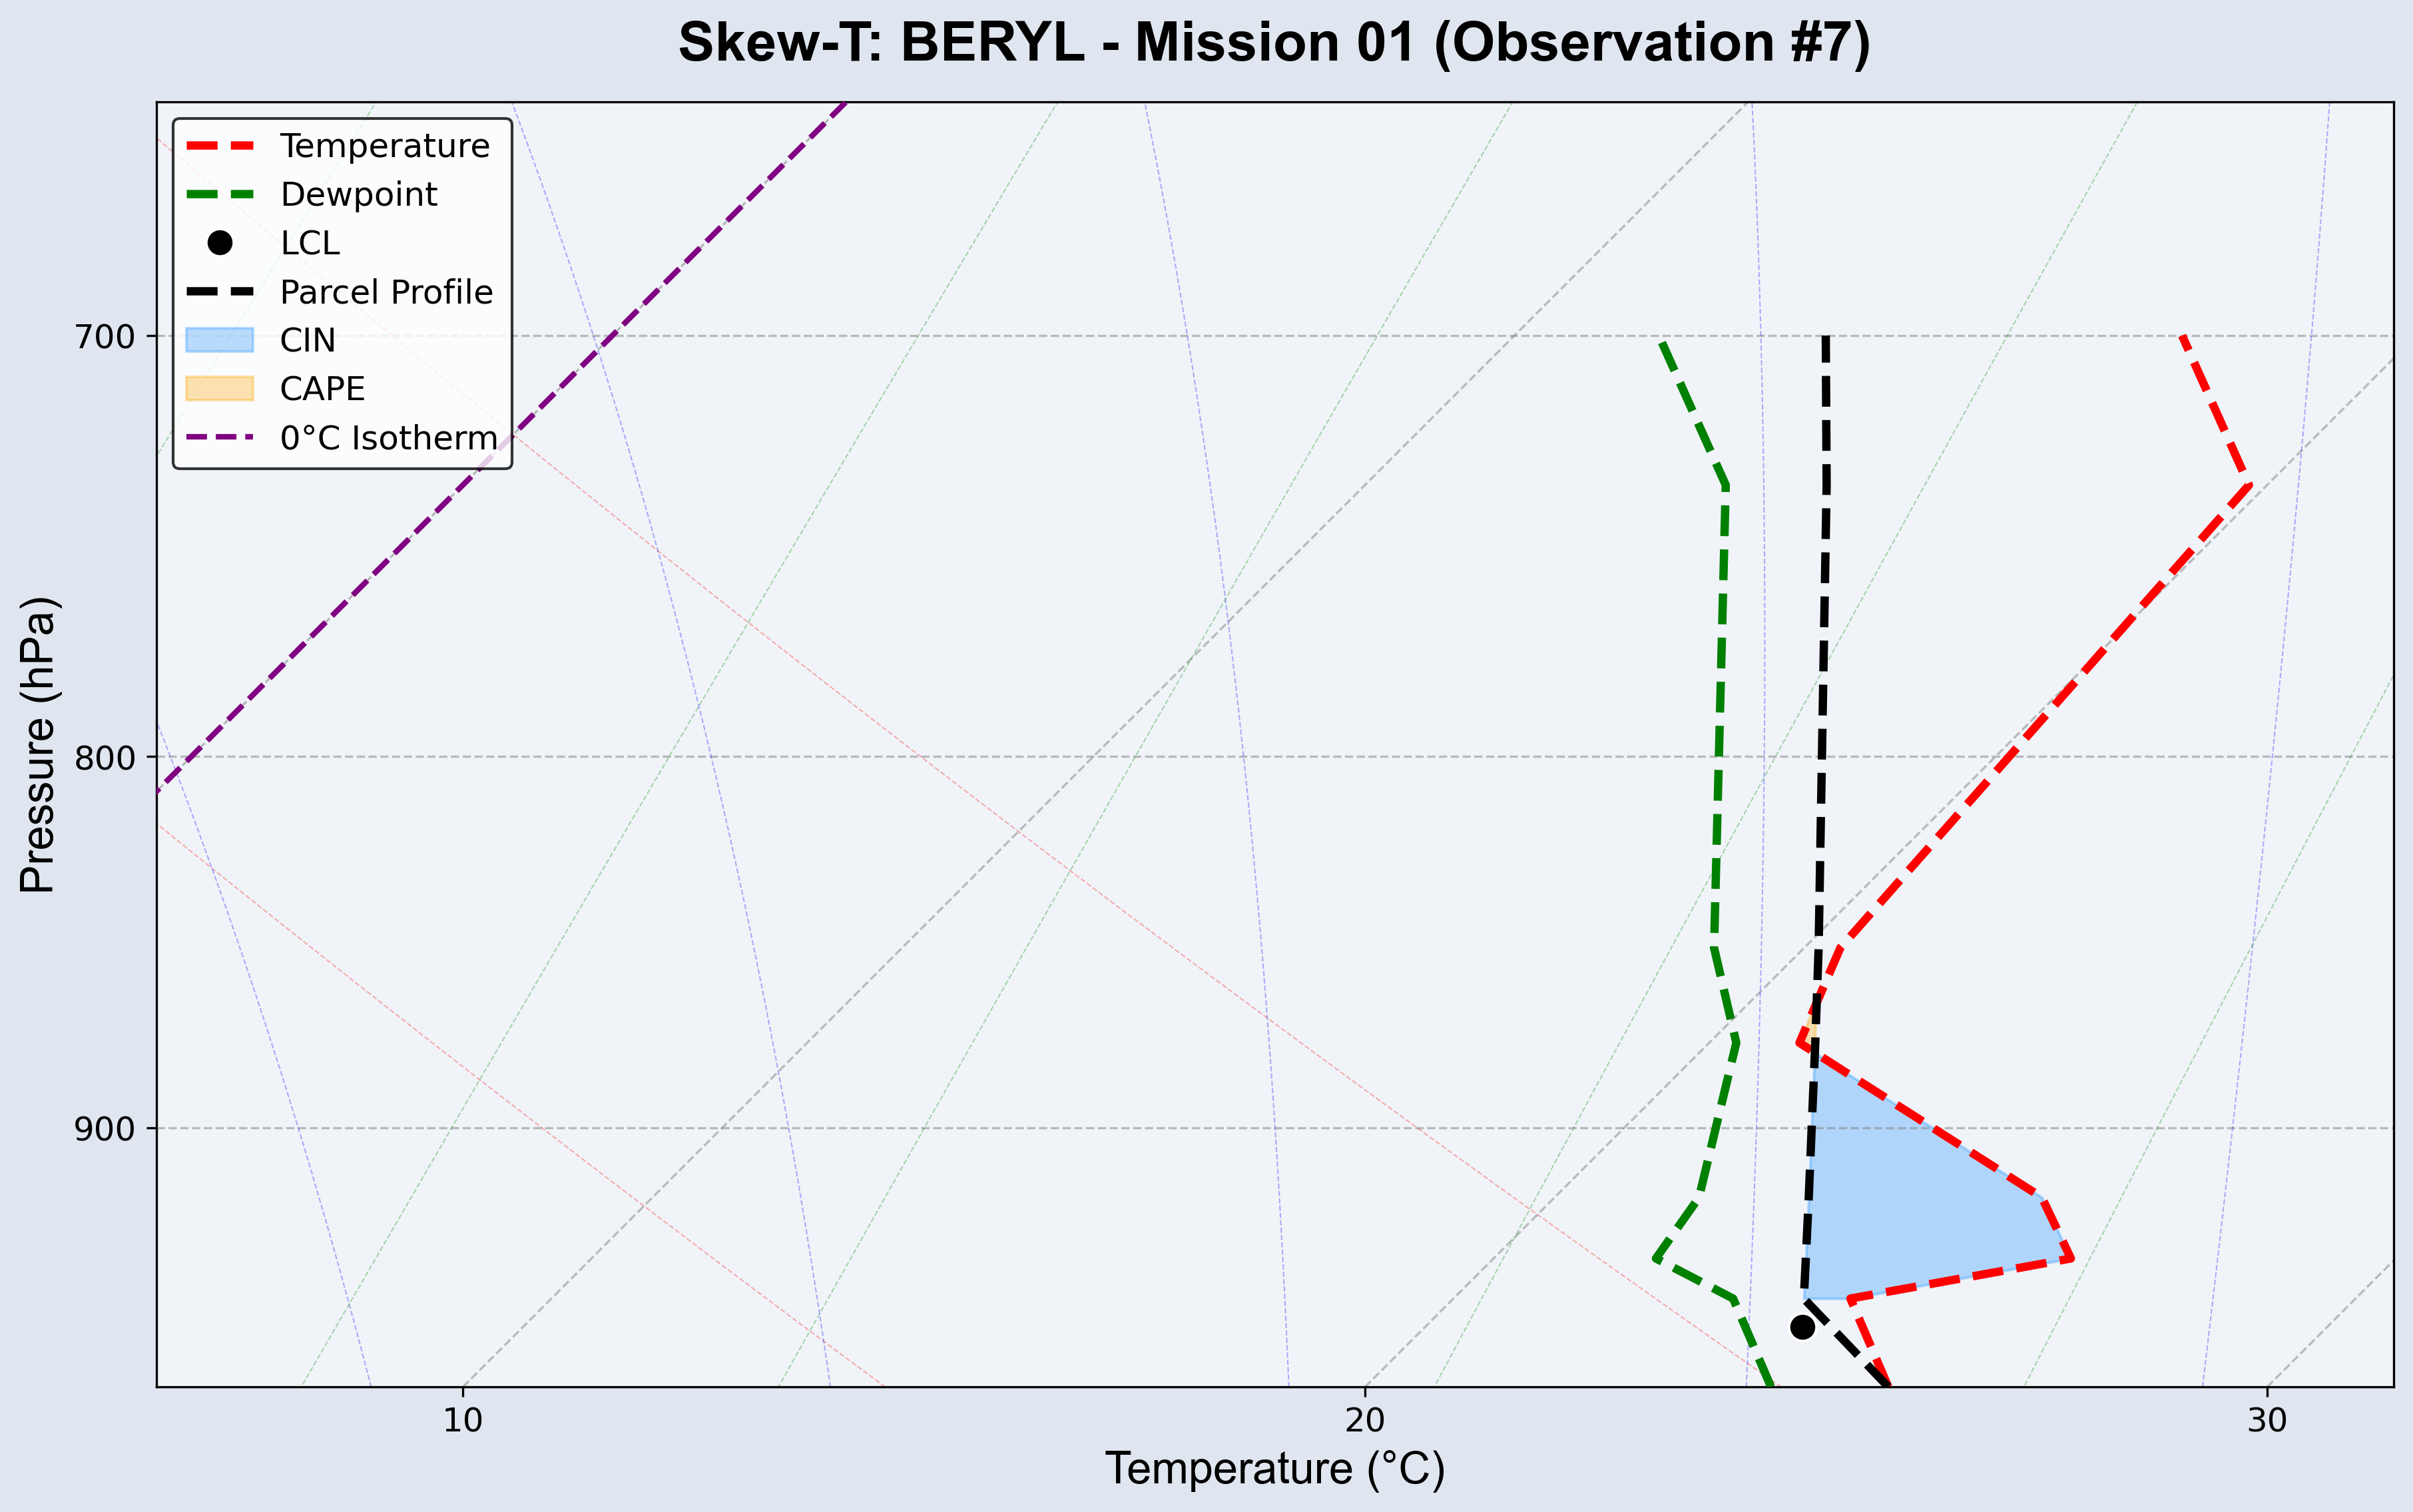 Skew-T: BERYL - Mission 01 (Observation #7)
Temperature
Dewpoint
LCL
Parcel Profile
CIN
CAPE
0°C Isotherm
Pressure (hPa)
700
800
900
10
20
30
Temperature (°C)